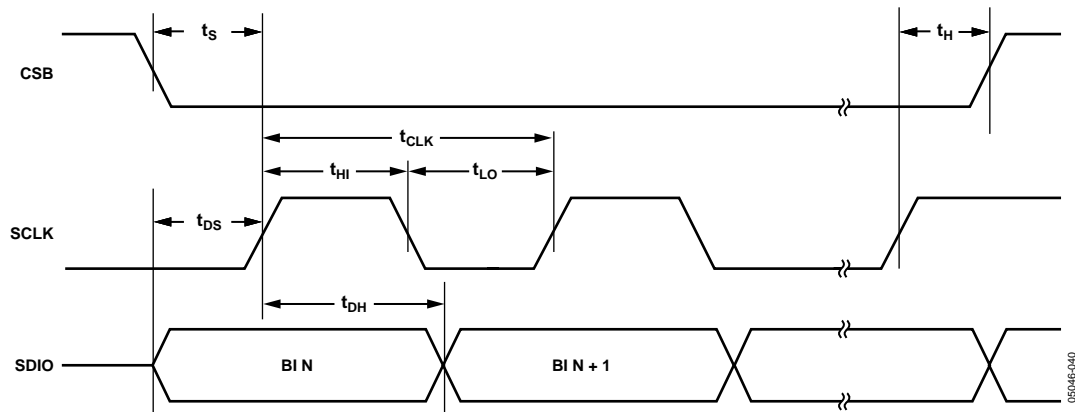 tS
tH
CSB
tCLK
tHI
tLO
tDS
SCLK
tDH
SDIO
BI N
BI N + 1
05046-040